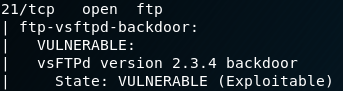 21/tcp   open  ftp
| ftp-vsftpd-backdoor:
|   VULNERABLE:
|   vsFTPd version 2.3.4 backdoor
|     State: VULNERABLE (Exploitable)